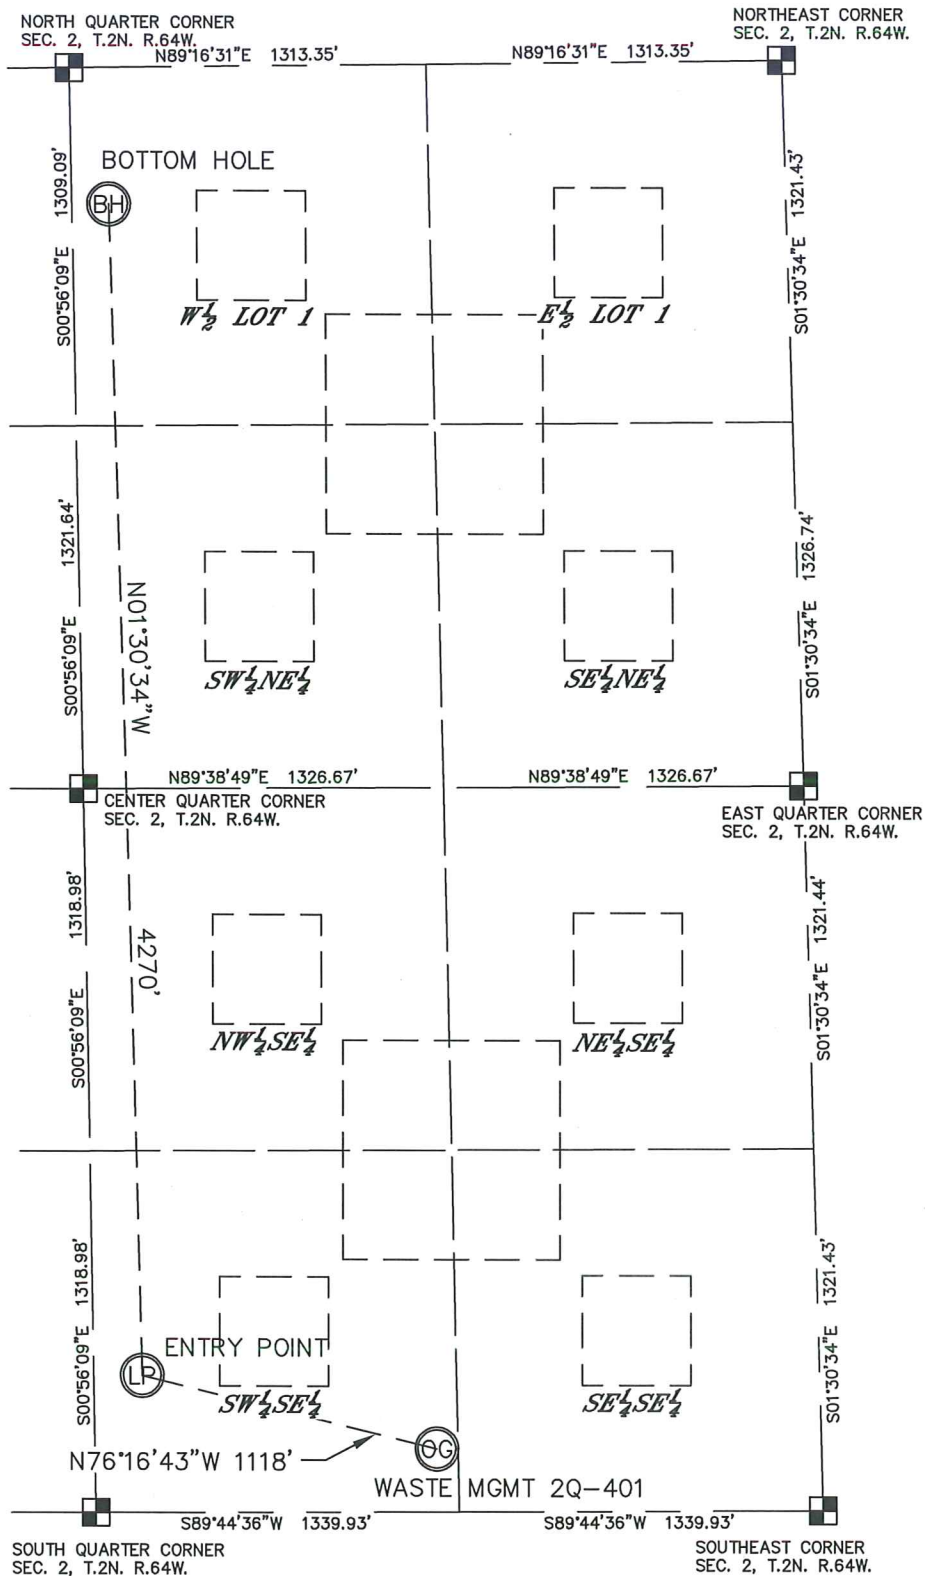 NORTH QUARTER CORNER
SEC. 2, T.2N. R.64W.
NORTHEAST CORNER
SEC. 2, T.2N. R.64W.
N89°16'31"E 1313.35'
N89°16'31"E 1313.35'
BOTTOM HOLE
BH
1309.09'
S00°56'09"E
1321.43'
S01°30'34"E
W½ LOT 1
E½ LOT 1
1321.64'
S00°56'09"E
N01°30'34"W
1326.74'
S01°30'34"E
SW¼NE¼
SE¼NE¼
N89°38'49"E 1326.67'
N89°38'49"E 1326.67'
CENTER QUARTER CORNER
SEC. 2, T.2N. R.64W.
EAST QUARTER CORNER
SEC. 2, T.2N. R.64W.
1318.98'
S00°56'09"E
4270'
1321.44'
S01°30'34"E
NW¼SE¼
NE¼SE¼
1318.98'
S00°56'09"E
1321.43'
S01°30'34"E
ENTRY POINT
LP
SW¼SE¼
SE¼SE¼
N76°16'43"W 1118'
OG
WASTE MGMT 2Q-401
S89°44'36"W 1339.93'
S89°44'36"W 1339.93'
SOUTH QUARTER CORNER
SEC. 2, T.2N. R.64W.
SOUTHEAST CORNER
SEC. 2, T.2N. R.64W.